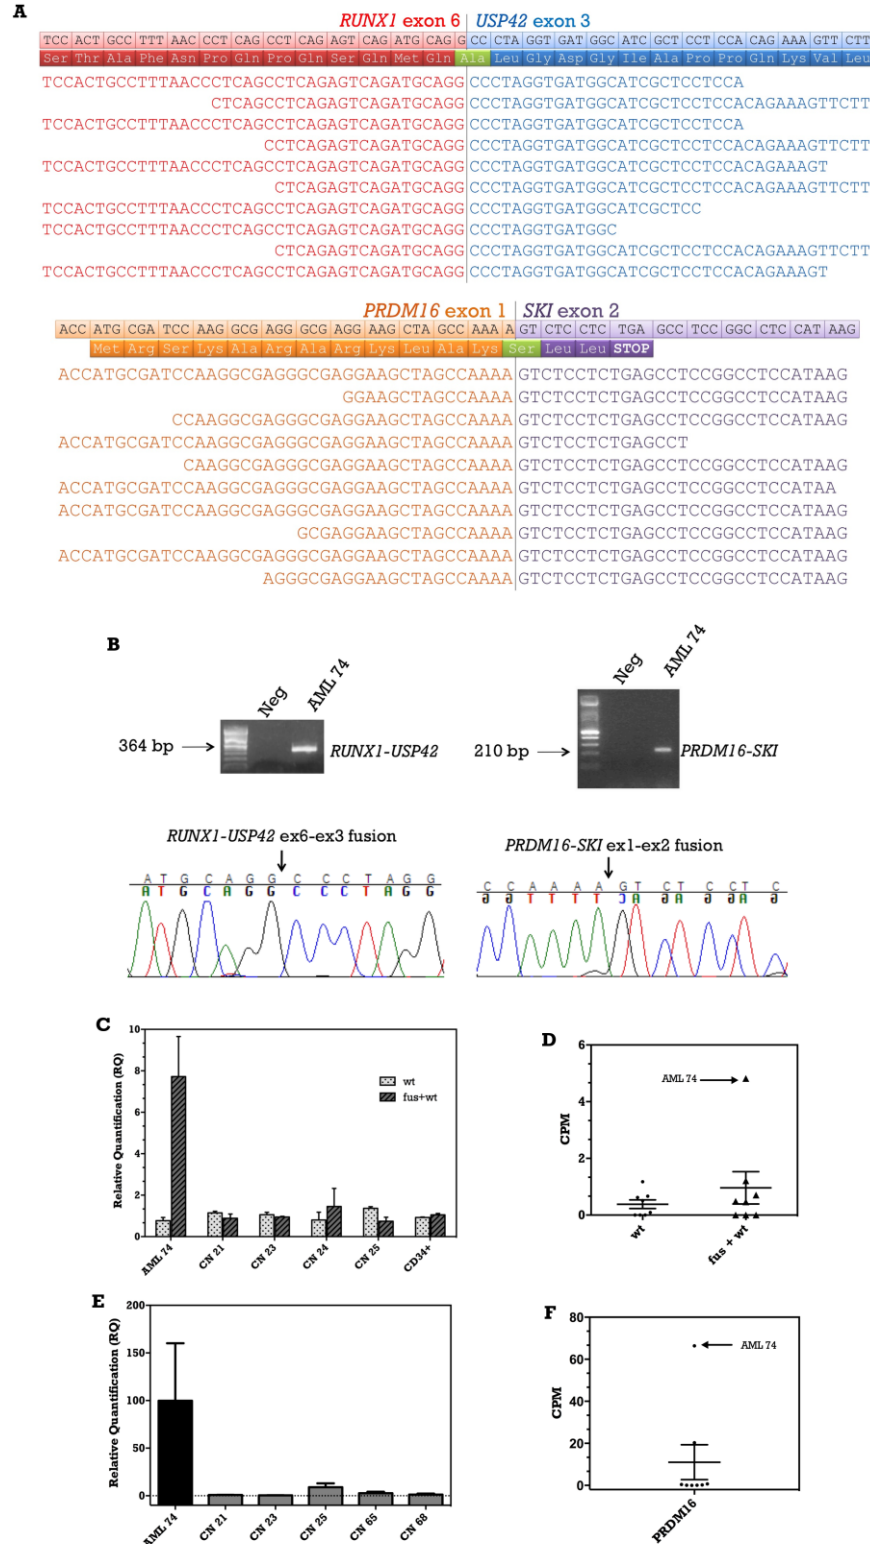 A
RUNX1 exon 6 USP42 exon 3
TCC ACT GCC TTT AAC CCT CAG CCT CAG AGT CAG ATG CAG G CC CTA GGT GAT GGC ATC GCT CCT CCA CAG AAA GTT CTT
Ser Thr Ala Phe Asn Pro Gln Pro Gln Ser Gln Met Gln Ala Leu Gly Asp Gly Ile Ala Pro Pro Gln Lys Val Leu
TCCACTGCCTTTAACCCTCAGCCTCAGAGTCAGATGCAGG CCCTAGGTGATGGCATCGCTCCTCCA
CTCAGCCTCAGAGTCAGATGCAGG CCCTAGGTGATGGCATCGCTCCTCCACAGAAAGTTCTT
TCCACTGCCTTTAACCCTCAGCCTCAGAGTCAGATGCAGG CCCTAGGTGATGGCATCGCTCCTCCA
CCTCAGAGTCAGATGCAGG CCCTAGGTGATGGCATCGCTCCTCCACAGAAAGTTCTT
TCCACTGCCTTTAACCCTCAGCCTCAGAGTCAGATGCAGG CCCTAGGTGATGGCATCGCTCCTCCACAGAAAGT
CTCAGAGTCAGATGCAGG CCCTAGGTGATGGCATCGCTCCTCCACAGAAAGTTCTT
TCCACTGCCTTTAACCCTCAGCCTCAGAGTCAGATGCAGG CCCTAGGTGATGGCATCGCTCC
TCCACTGCCTTTAACCCTCAGCCTCAGAGTCAGATGCAGG CCCTAGGTGATGGC
CTCAGAGTCAGATGCAGG CCCTAGGTGATGGCATCGCTCCTCCACAGAAAGTTCTT
TCCACTGCCTTTAACCCTCAGCCTCAGAGTCAGATGCAGG CCCTAGGTGATGGCATCGCTCCTCCACAGAAAGT
PRDM16 exon 1 SKI exon 2
ACC ATG CGA TCC AAG GCG AGG GCG AGG AAG CTA GCC AAA A GT CTC CTC TGA GCC TCC GGC CTC CAT AAG
Met Arg Ser Lys Ala Arg Ala Arg Lys Leu Ala Lys Ser Leu Leu STOP
ACCATGCGATCCAAGGCGAGGGCGAGGAAGCTAGCCAAAA GTCTCCTCTGAGCCTCCGGCCTCCATAAG
GGAAGCTAGCCAAAA GTCTCCTCTGAGCCTCCGGCCTCCATAAG
CCAAGGCGAGGGCGAGGAAGCTAGCCAAAA GTCTCCTCTGAGCCTCCGGCCTCCATAAG
ACCATGCGATCCAAGGCGAGGGCGAGGAAGCTAGCCAAAA GTCTCCTCTGAGCCT
CAAGGCGAGGGCGAGGAAGCTAGCCAAAA GTCTCCTCTGAGCCTCCGGCCTCCATAAG
ACCATGCGATCCAAGGCGAGGGCGAGGAAGCTAGCCAAAA GTCTCCTCTGAGCCTCCGGCCTCCATAA
ACCATGCGATCCAAGGCGAGGGCGAGGAAGCTAGCCAAAA GTCTCCTCTGAGCCTCCGGCCTCCATAAG
GCGAGGAAGCTAGCCAAAA GTCTCCTCTGAGCCTCCGGCCTCCATAAG
ACCATGCGATCCAAGGCGAGGGCGAGGAAGCTAGCCAAAA GTCTCCTCTGAGCCTCCGGCCTCCATAAG
AGGGCGAGGAAGCTAGCCAAAA GTCTCCTCTGAGCCTCCGGCCTCCATAAG
B
Neg AML 74
364 bp
RUNX1-USP42
Neg AML 74
210 bp
PRDM16-SKI
RUNX1-USP42 ex6-ex3 fusion
A T G C A G G C C C T A G G
A T G C A G G C C C T A G G
PRDM16-SKI ex1-ex2 fusion
C C A A A A G T C T C C T C
G G T T T T C A G A G G A G
C
Relative Quantification (RQ)
10
8
6
4
2
0
wt
fus+wt
AML 74
CN 21
CN 23
CN 24
CN 25
CD34+
D
CPM
6
4
2
0
AML 74
wt
fus + wt
E
Relative Quantification (RQ)
200
150
100
50
0
AML 74
CN 21
CN 23
CN 25
CN 65
CN 68
F
CPM
80
60
40
20
0
AML 74
PRDM16